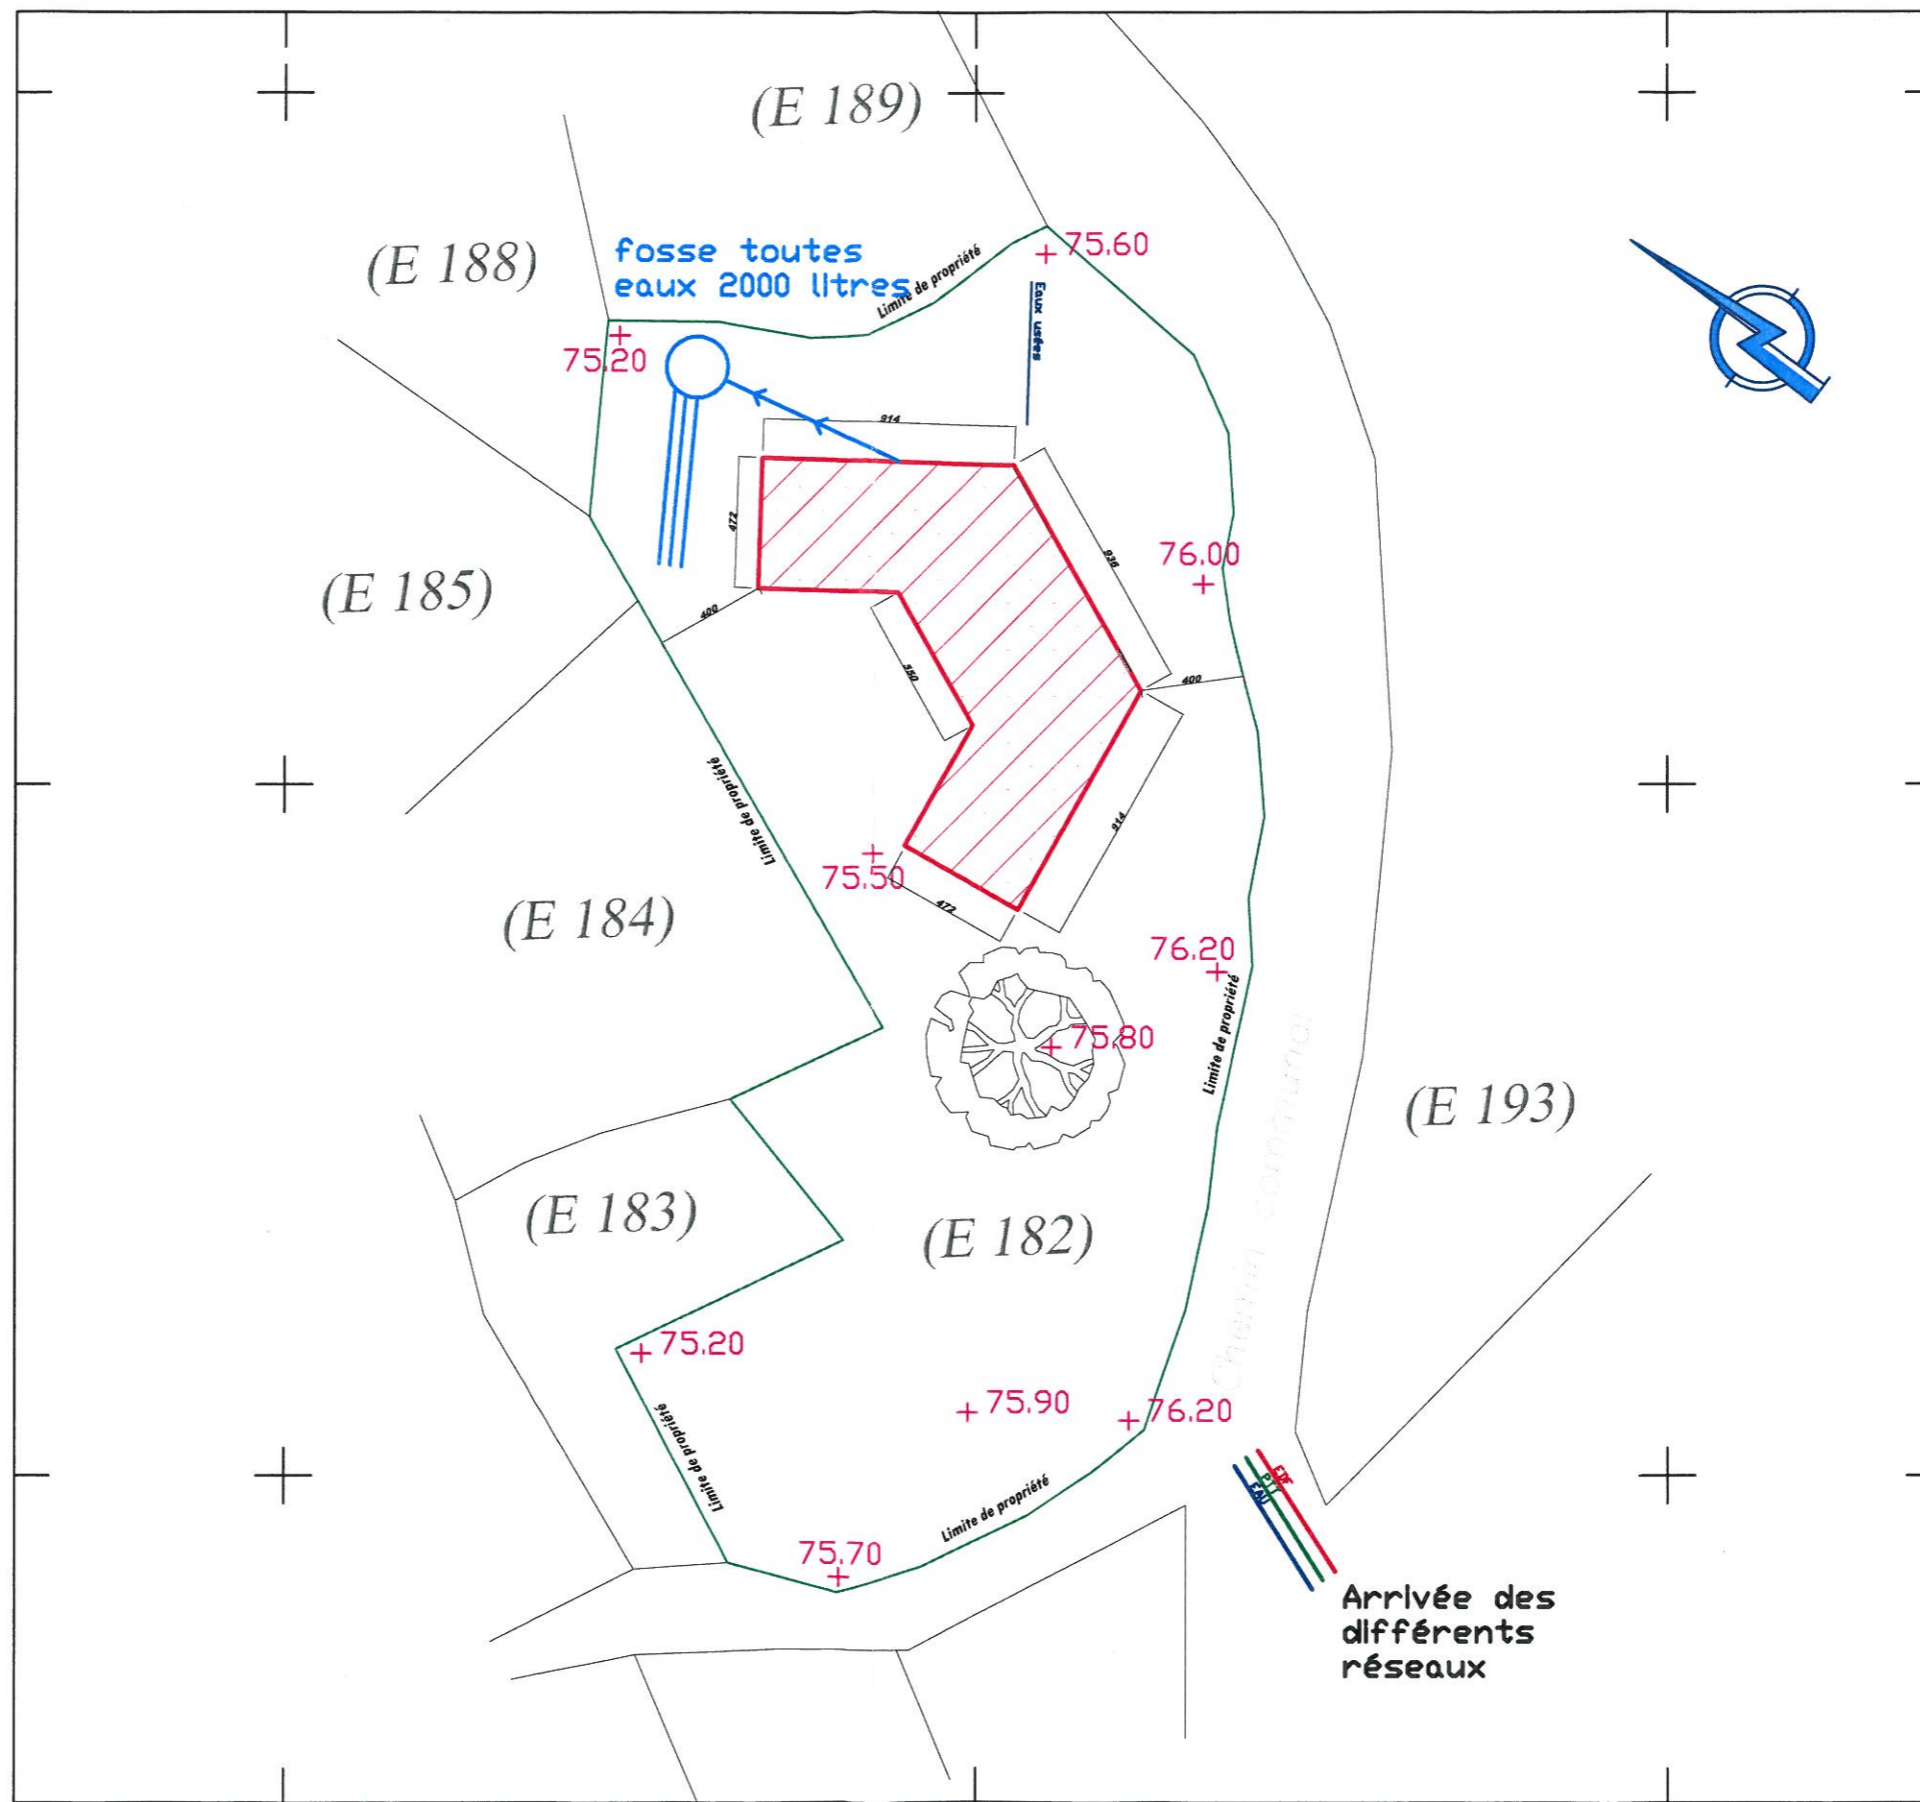 (E 189)
(E 188)
fosse toutes
eaux 2000 litres
Limite de propriété
75.60
Eaux usées
75.20
914
472
936
76.00
(E 185)
400
550
400
Limite de propriété
914
75.50
472
(E 184)
76.20
Limite de propriété
75.80
Chemin communal
(E 193)
(E 183)
(E 182)
75.20
75.90
76.20
Limite de propriété
Limite de propriété
75.70
EDF
PTT
EAU
Arrivée des
différents
réseaux